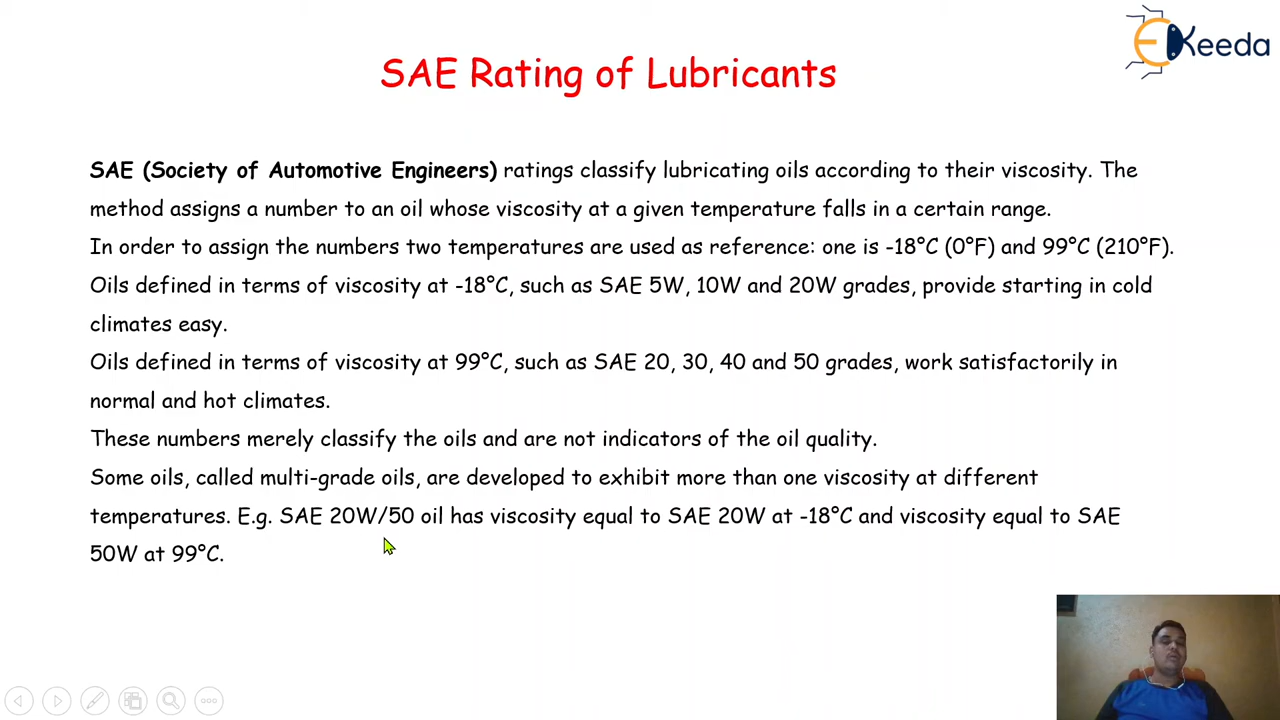 EKeeda
SAE Rating of Lubricants
SAE (Society of Automotive Engineers) ratings classify lubricating oils according to their viscosity. The
method assigns a number to an oil whose viscosity at a given temperature falls in a certain range.
In order to assign the numbers two temperatures are used as reference: one is -18°C (0°F) and 99°C (210°F).
Oils defined in terms of viscosity at -18°C, such as SAE 5W, 10W and 20W grades, provide starting in cold
climates easy.
Oils defined in terms of viscosity at 99°C, such as SAE 20, 30, 40 and 50 grades, work satisfactorily in
normal and hot climates.
These numbers merely classify the oils and are not indicators of the oil quality.
Some oils, called multi-grade oils, are developed to exhibit more than one viscosity at different
temperatures. E.g. SAE 20W/50 oil has viscosity equal to SAE 20W at -18°C and viscosity equal to SAE
50W at 99°C.